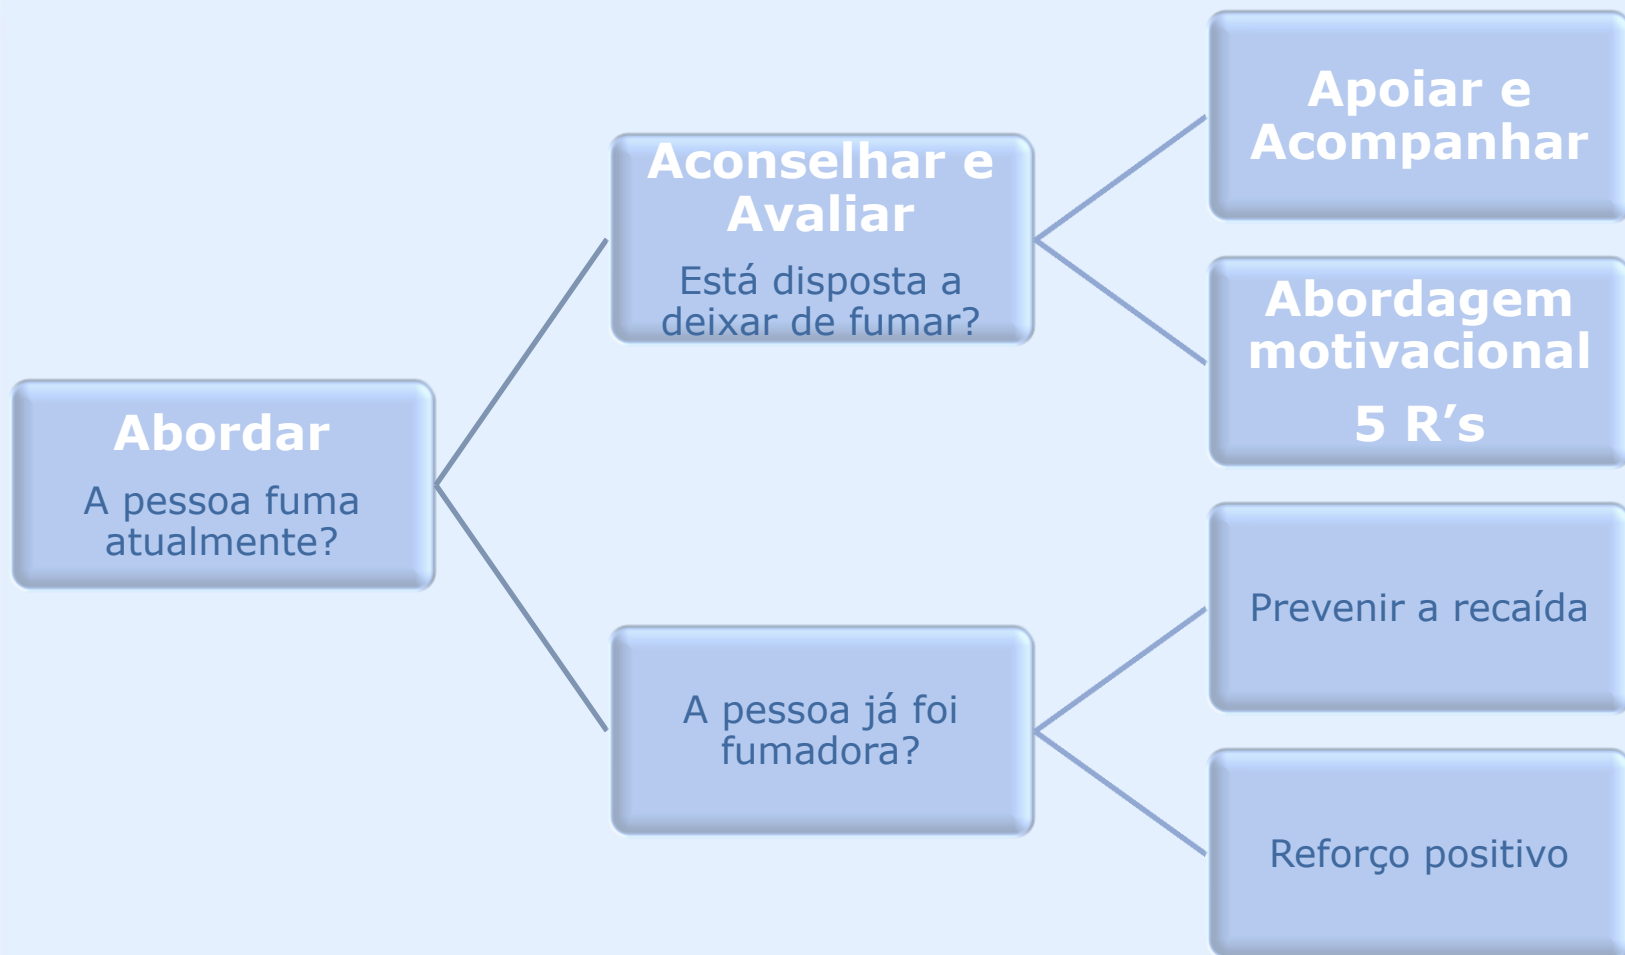 Abordar
A pessoa fuma
atualmente?
Aconselhar e
Avaliar
Está disposta a
deixar de fumar?
A pessoa já foi
fumadora?
Apoiar e
Acompanhar
Abordagem
motivacional
5 R’s
Prevenir a recaída
Reforço positivo